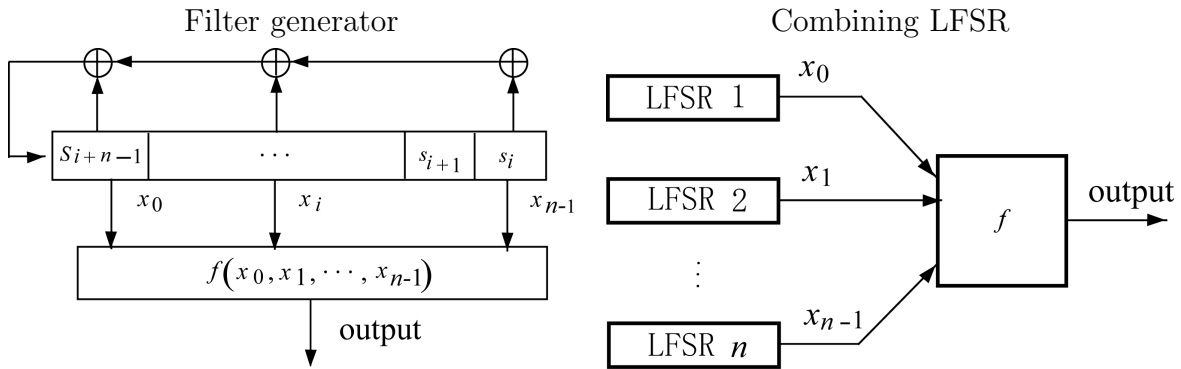 Filter generator
S_{i+n−1} ⋯ s_{i+1} s_i
x_0 x_i x_{n-1}
f(x_0, x_1, ⋯, x_{n-1})
output
Combining LFSR
LFSR 1
x_0
LFSR 2
x_1
⋮
LFSR n
x_{n−1}
f
output